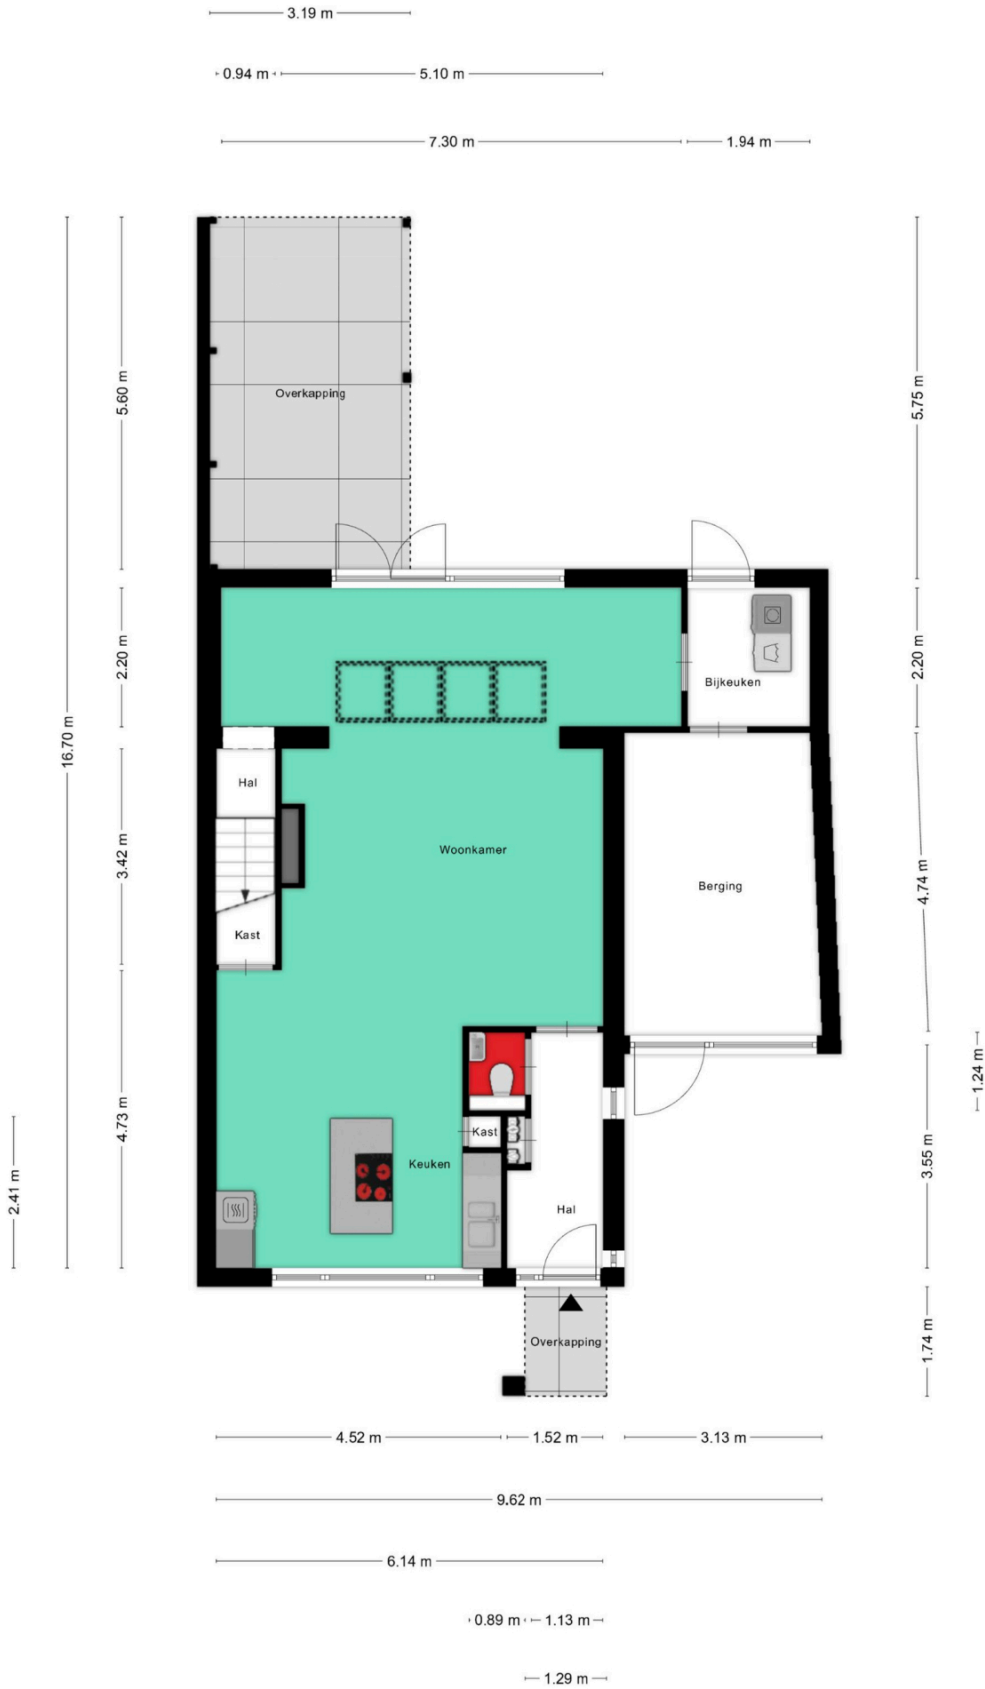 3.19 m
0.94 m
5.10 m
7.30 m
1.94 m
5.60 m
5.75 m
Overkapping
2.20 m
2.20 m
Bijkeuken
16.70 m
Hal
3.42 m
Woonkamer
4.74 m
Berging
Kast
1.24 m
4.73 m
Kast
3.55 m
Keuken
2.41 m
Hal
1.74 m
Overkapping
4.52 m
1.52 m
3.13 m
9.62 m
6.14 m
0.89 m
1.13 m
1.29 m